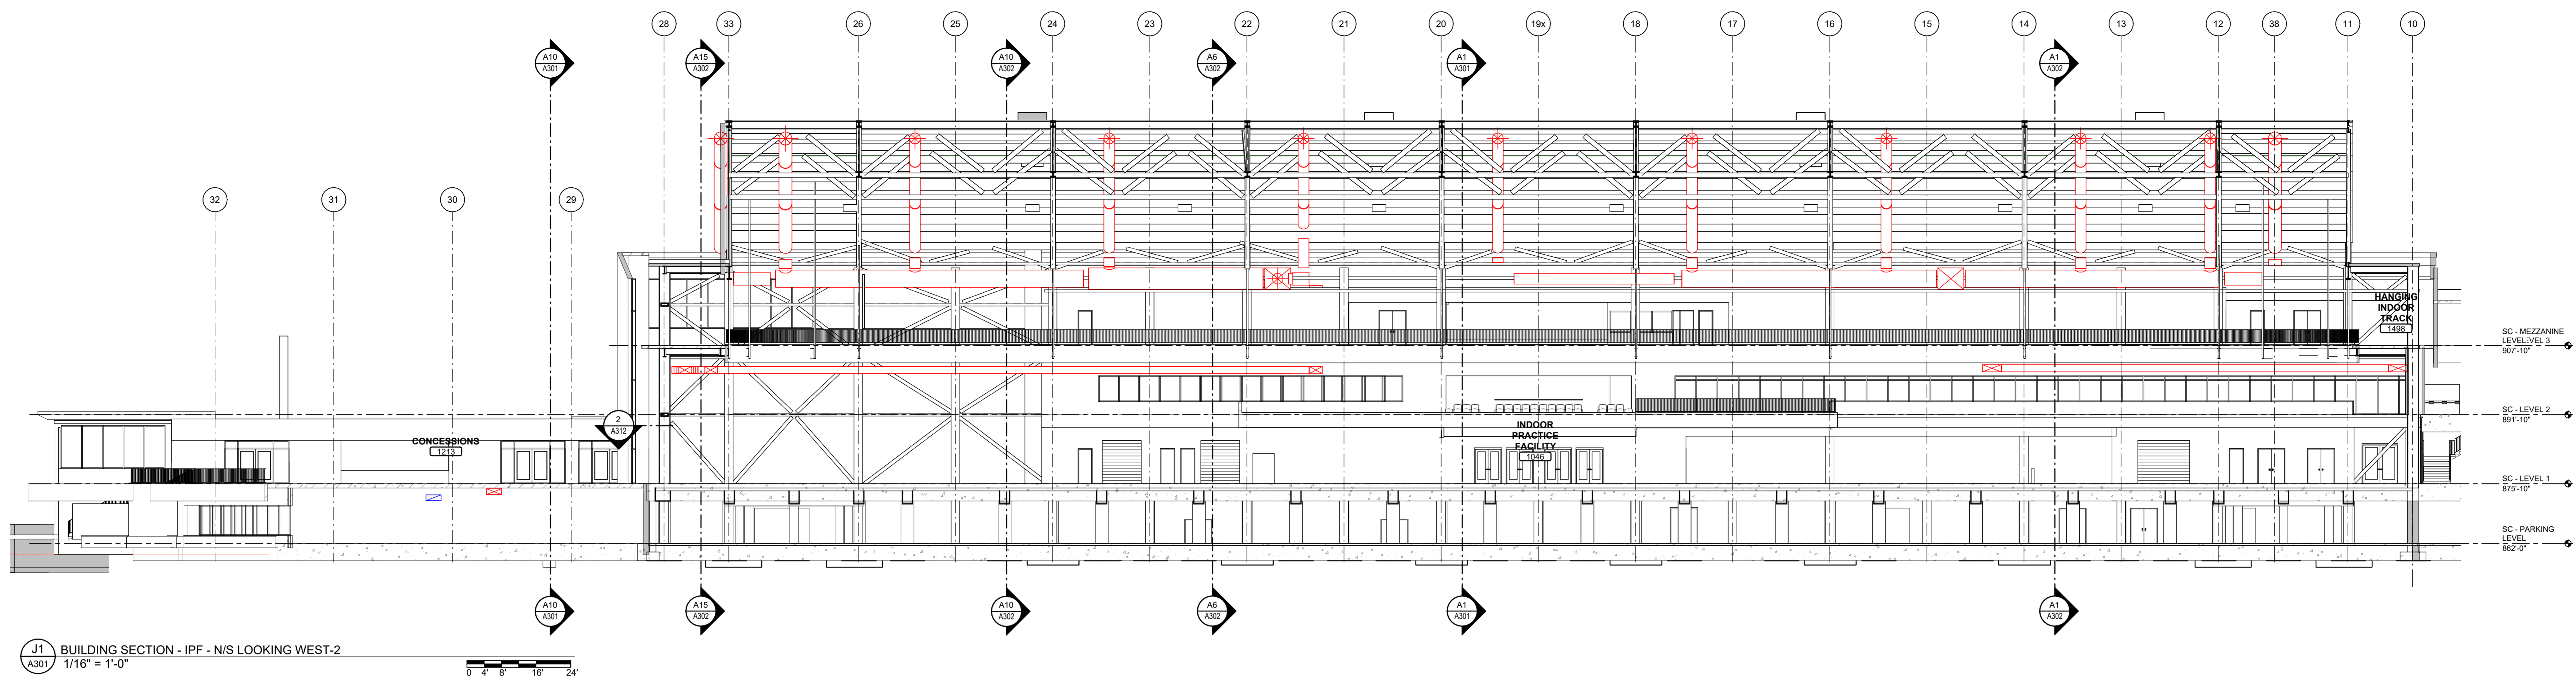 28 33 26 25 24 23 22 21 20 19x 18 17 16 15 14 13 12 38 11 10
A10 A15 A10 A6 A1 A1
A301 A302 A302 A302 A301 A302
32 31 30 29
HANGING
INDOOR
TRACK
1498
SC - MEZZANINE
907'-10"
2
A312
SC - LEVEL 2
891'-10"
CONCESSIONS
1213
INDOOR
PRACTICE
FACILITY
1046
SC - LEVEL 1
875'-10"
SC - PARKING
LEVEL
862'-0"
A10 A15 A10 A6 A1 A1
A301 A302 A302 A302 A301 A302
J1 BUILDING SECTION - IPF - N/S LOOKING WEST-2
A301 1/16" = 1'-0"
0 4' 8' 16' 24'